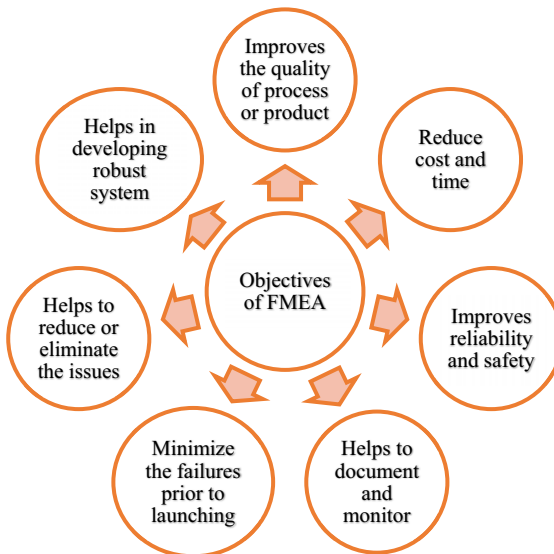 Improves
the quality
of process
or product
Reduce
cost and
time
Improves
reliability
and safety
Helps to
document
and
monitor
Minimize
the failures
prior to
launching
Helps to
reduce or
eliminate
the issues
Helps in
developing
robust
system
Objectives
of FMEA